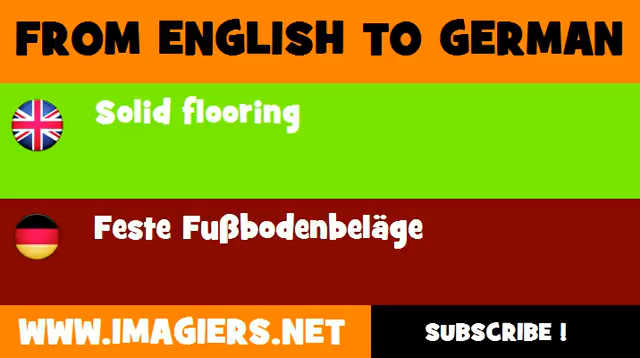 FROM ENGLISH TO GERMAN
Solid flooring
Feste Fußbodenbeläge
WWW.IMAGIERS.NET
SUBSCRIBE !